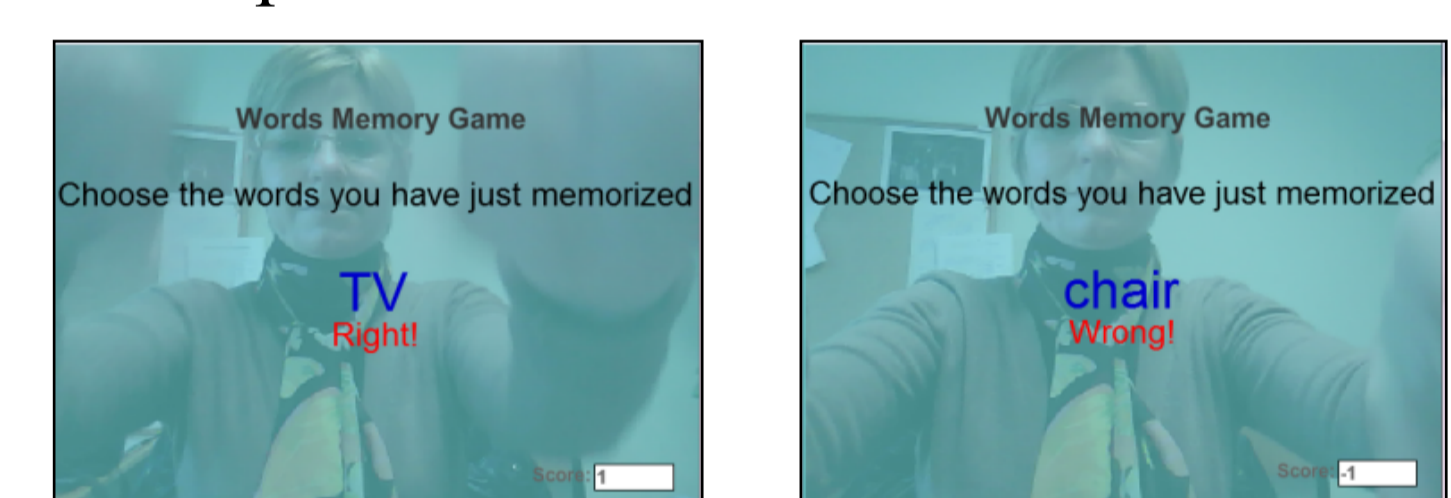 Words Memory Game
Choose the words you have just memorized
TV
Right!
Score: 1
Words Memory Game
Choose the words you have just memorized
chair
Wrong!
Score: -1